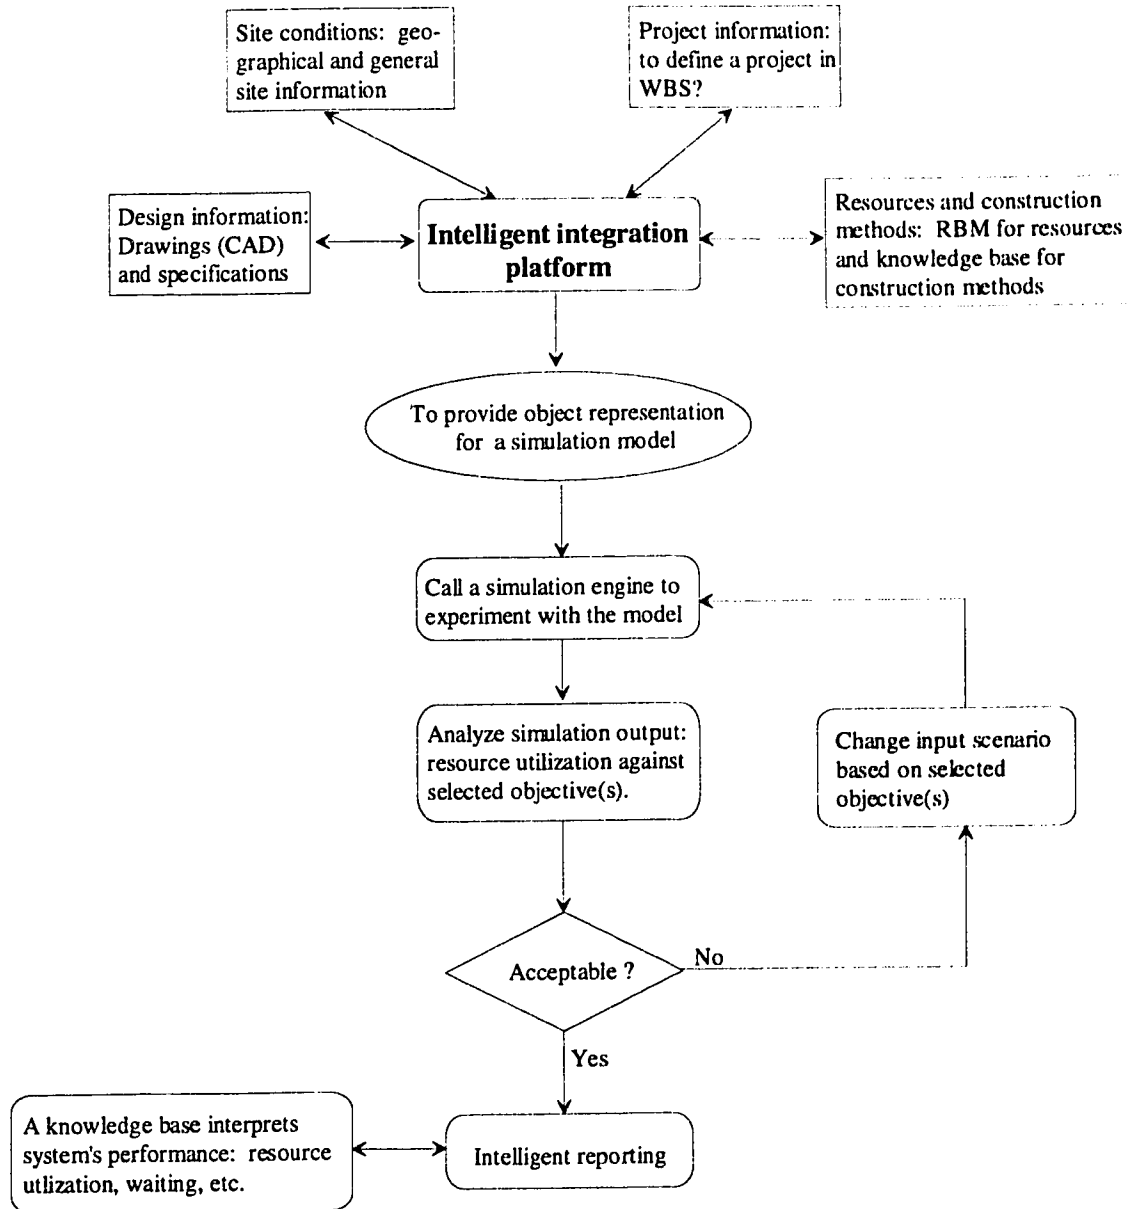 Site conditions: geo-
graphical and general
site information
Project information:
to define a project in
WBS?
Design information:
Drawings (CAD)
and specifications
Intelligent integration
platform
Resources and construction
methods: RBM for resources
and knowledge base for
construction methods
To provide object representation
for a simulation model
Call a simulation engine to
experiment with the model
Analyze simulation output:
resource utilization against
selected objective(s).
Change input scenario
based on selected
objective(s)
Acceptable ?
No
Yes
A knowledge base interprets
system's performance: resource
utlization, waiting, etc.
Intelligent reporting